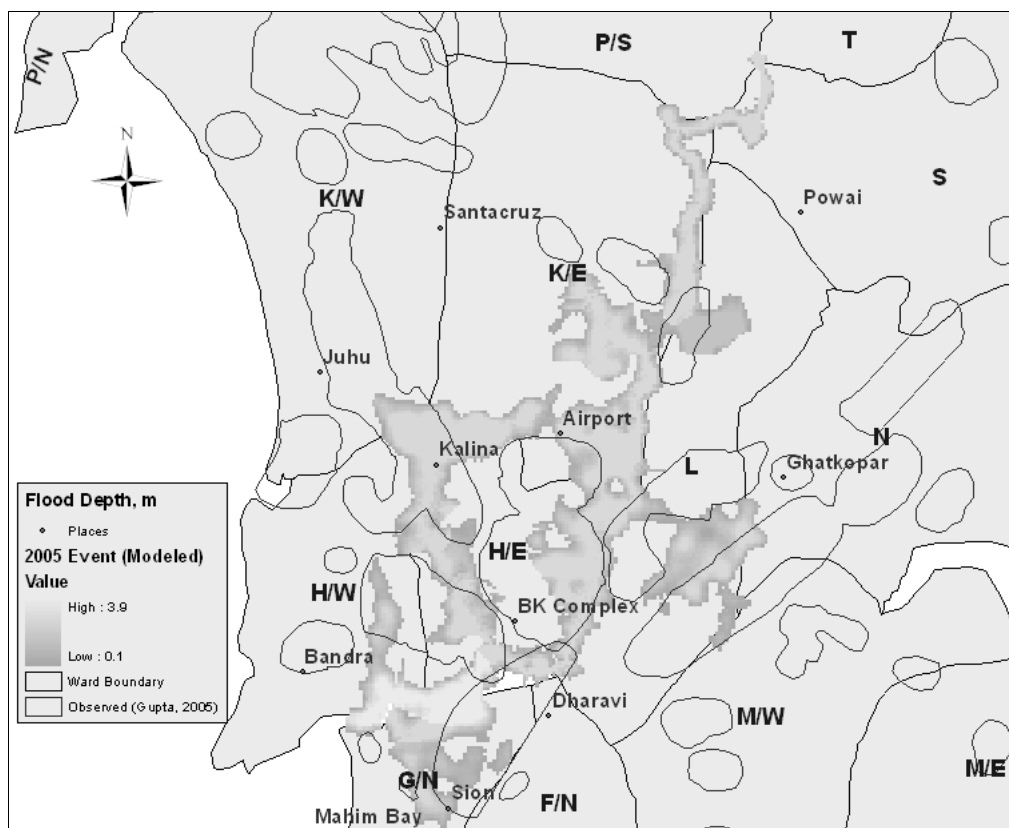 P/N
P/S
T
N
K/W
Santacruz
Powai
S
K/E
Juhu
Airport
Kalina
L
N
Ghatkopar
Flood Depth, m
Places
2005 Event (Modeled)
Value
High : 3.9
Low : 0.1
Ward Boundary
Observed (Gupta, 2005)
H/E
H/W
BK Complex
Bandra
Dharavi
M/W
M/E
G/N
Sion
F/N
Mahim Bay